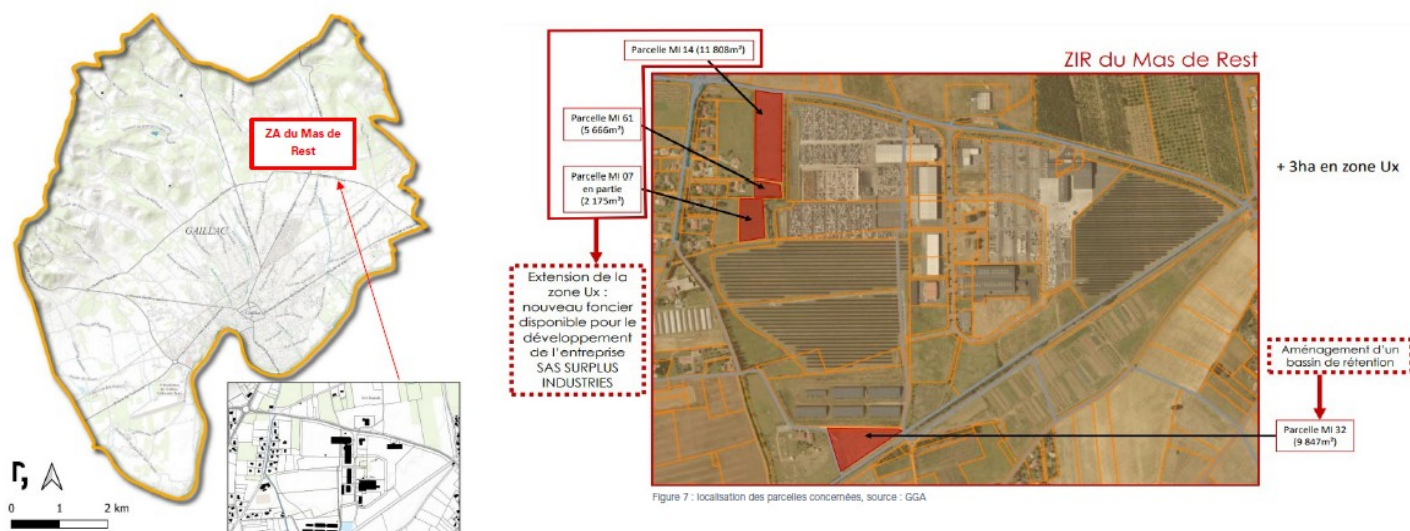 ZA du Mas de
Rest
GAILLAC
0 1 2 km
Parcelle MI 14 (11 808m²)
Parcelle MI 61
(5 666m²)
Parcelle MI 07
en partie
(2 175m²)
Extension de la
zone Ux :
nouveau foncier
disponible pour le
développement
de l'entreprise
SAS SURPLUS
INDUSTRIES
ZIR du Mas de Rest
+ 3ha en zone Ux
Aménagement d'un
bassin de rétention
Parcelle MI 32
(9 847m²)
Figure 7 : localisation des parcelles concernées, source : GGA